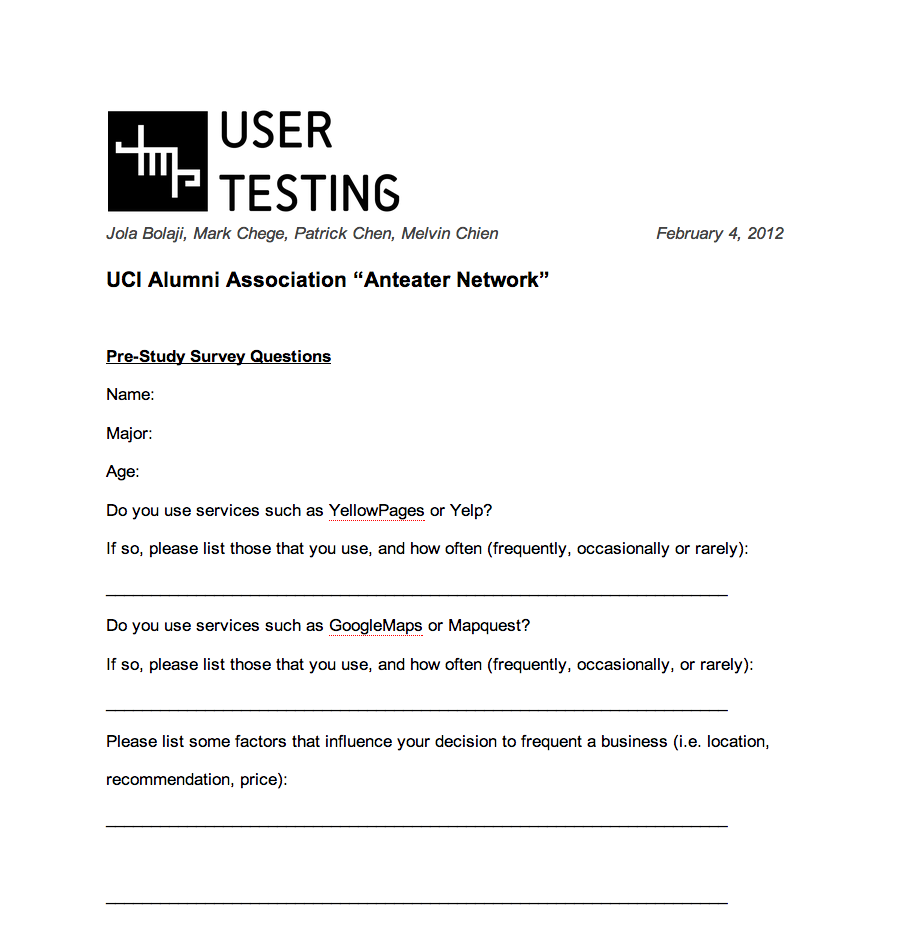 jmp
USER
TESTING
Jola Bolaji, Mark Chege, Patrick Chen, Melvin Chien February 4, 2012
UCI Alumni Association “Anteater Network”
Pre-Study Survey Questions
Name:
Major:
Age:
Do you use services such as YellowPages or Yelp?
If so, please list those that you use, and how often (frequently, occasionally or rarely):
Do you use services such as GoogleMaps or Mapquest?
If so, please list those that you use, and how often (frequently, occasionally, or rarely):
Please list some factors that influence your decision to frequent a business (i.e. location,
recommendation, price):